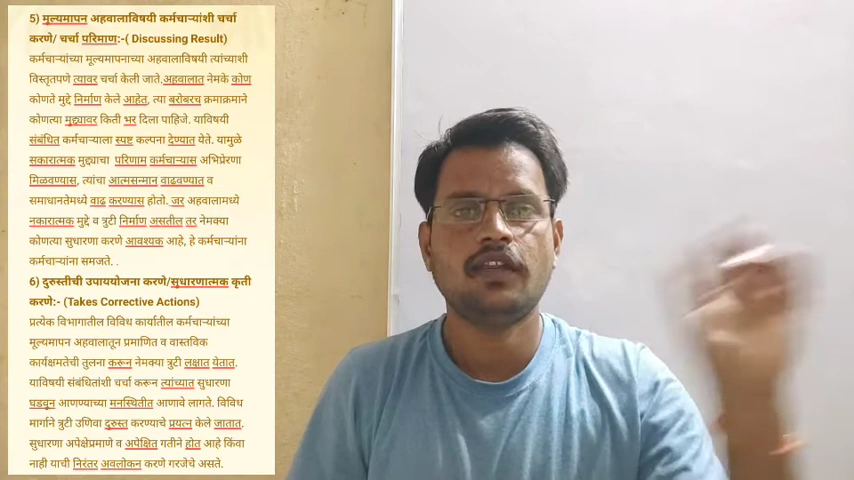 5) मूल्यमापन अहवालाविषयी कर्मचाऱ्यांशी चर्चा
करणे/ चर्चा परिमाण:-( Discussing Result)
कर्मचाऱ्यांच्या मूल्यमापनाच्या अहवालाविषयी त्यांच्याशी
विस्तृतपणे त्यावर चर्चा केली जाते,अहवालात नेमके कोण
कोणते मुद्दे निर्माण केले आहेत, त्या बरोबरच क्रमाक्रमाने
कोणत्या मुद्द्यावर किती भर दिला पाहिजे. याविषयी
संबंधित कर्मचाऱ्याला स्पष्ट कल्पना देण्यात येते. यामुळे
सकारात्मक मुद्द्याचा परिणाम कर्मचाऱ्यास अभिप्रेरणा
मिळवण्यास, त्यांचा आत्मसन्मान वाढवण्यात व
समाधानतेमध्ये वाढ करण्यास होतो. जर अहवालामध्ये
नकारात्मक मुद्दे व त्रुटी निर्माण असतील तर नेमक्या
कोणत्या सुधारणा करणे आवश्यक आहे, हे कर्मचाऱ्यांना
कर्मचाऱ्यांना समजते. .
6) दुरुस्तीची उपाययोजना करणे/सुधारणात्मक कृती
करणे:- (Takes Corrective Actions)
प्रत्येक विभागातील विविध कार्यातील कर्मचाऱ्यांच्या
मूल्यमापन अहवालातून प्रमाणित व वास्तविक
कार्यक्षमतेची तुलना करून नेमक्या त्रुटी लक्षात येतात.
याविषयी संबंधितांशी चर्चा करून त्यांच्यात सुधारणा
घडवून आणण्याच्या मनस्थितीत आणावे लागते. विविध
मार्गाने त्रुटी उणिवा दुरुस्त करण्याचे प्रयत्न केले जातात.
सुधारणा अपेक्षेप्रमाणे व अपेक्षित गतीने होत आहे किंवा
नाही याची निरंतर अवलोकन करणे गरजेचे असते.